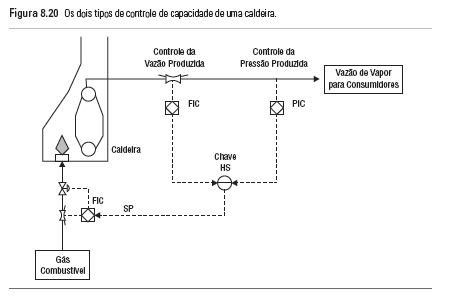 Figura 8.20 Os dois tipos de controle de capacidade de uma caldeira.
Controle da
Vazão Produzida
Controle da
Pressão Produzida
Vazão de Vapor
para Consumidores
FIC
PIC
Caldeira
Chave
HS
FIC
SP
Gás
Combustível